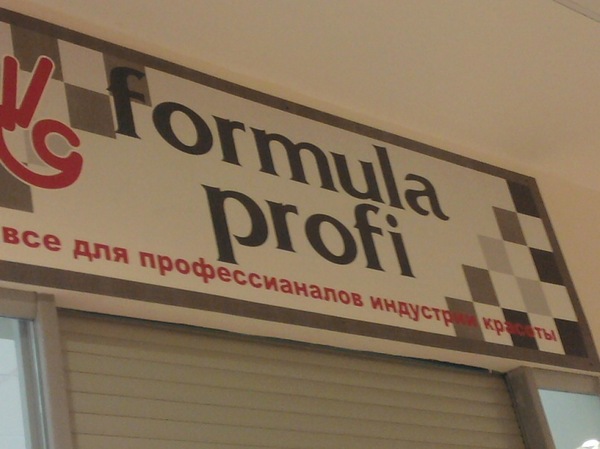 formula
profi
все для профессианалов индустрии красоты